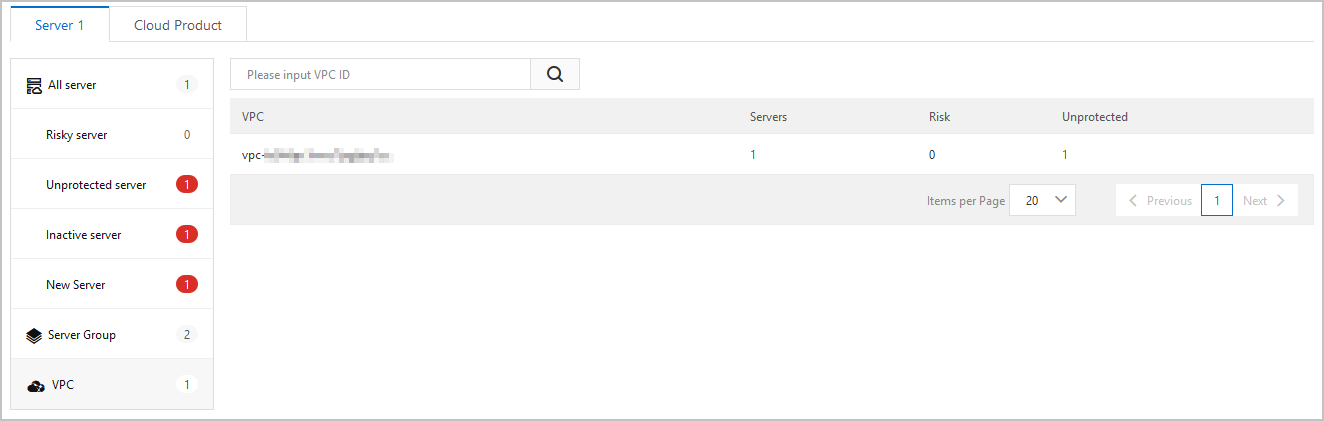 Server 1
Cloud Product
All server 1
Risky server 0
Unprotected server 1
Inactive server 1
New Server 1
Server Group 2
VPC 1
Please input VPC ID
VPC Servers Risk Unprotected
vpc- 1 0 1
Items per Page 20 Previous 1 Next